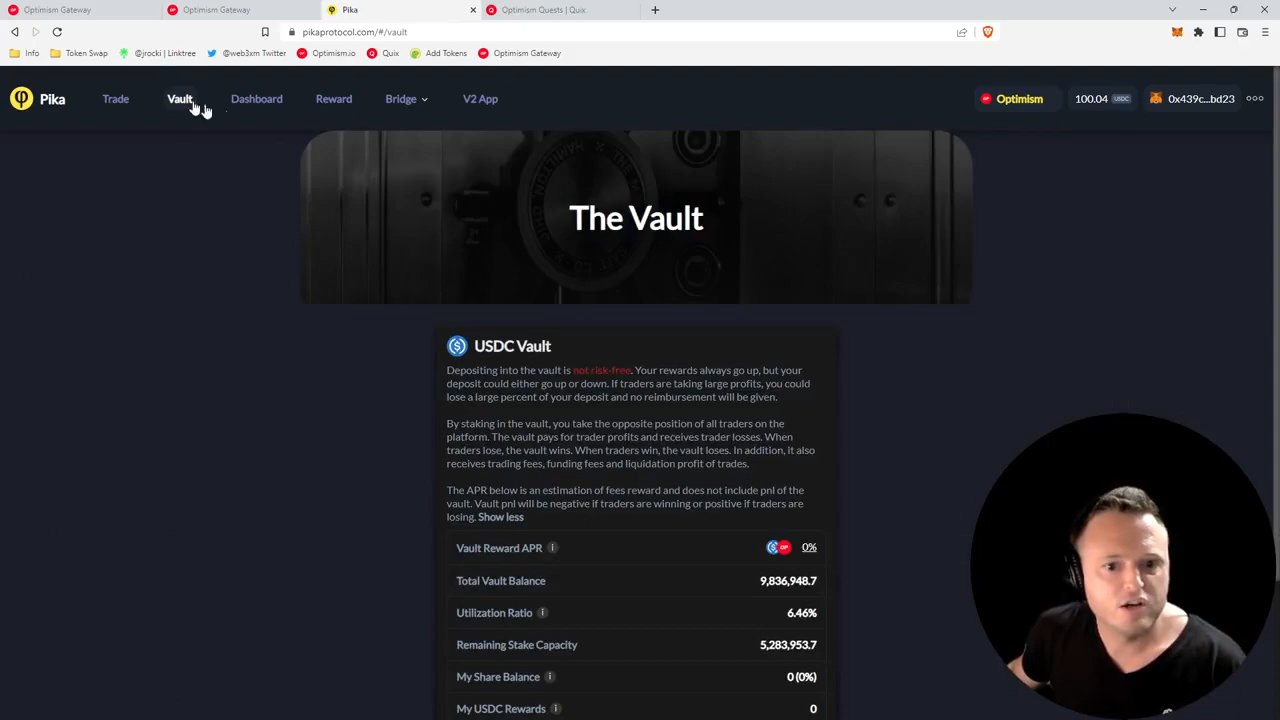 Optimism Gateway
Optimism Gateway
Pika
Optimism Quests | Quix
pikaprotocol.com/#/vault
Info
Token Swap
@jrocki | Linktree
@web3xm Twitter
Optimism.io
Quix
Add Tokens
Optimism Gateway
Pika
Trade
Vault
Dashboard
Reward
Bridge
V2 App
Optimism
100.04 USDC
0x439c...bd23
The Vault
USDC Vault
Depositing into the vault is not risk-free. Your rewards always go up, but your
deposit could either go up or down. If traders are taking large profits, you could
lose a large percent of your deposit and no reimbursement will be given.
By staking in the vault, you take the opposite position of all traders on the
platform. The vault pays for trader profits and receives trader losses. When
traders lose, the vault wins. When traders win, the vault loses. In addition, it also
receives trading fees, funding fees and liquidation profit of trades.
The APR below is an estimation of fees reward and does not include pnl of the
vault. Vault pnl will be negative if traders are winning or positive if traders are
losing. Show less
Vault Reward APR
OP 0%
Total Vault Balance
9,836,948.7
Utilization Ratio
6.46%
Remaining Stake Capacity
5,283,953.7
My Share Balance
0 (0%)
My USDC Rewards
0